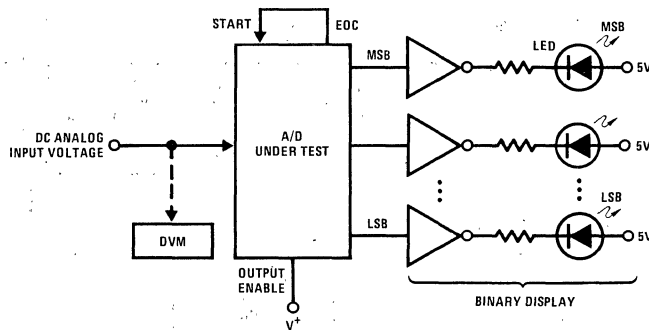 START
EOC
MSB
LED
MSB
5V
DC ANALOG
INPUT VOLTAGE
A/D
UNDER TEST
5V
DVM
LSB
LSB
5V
OUTPUT
ENABLE
V+
BINARY DISPLAY